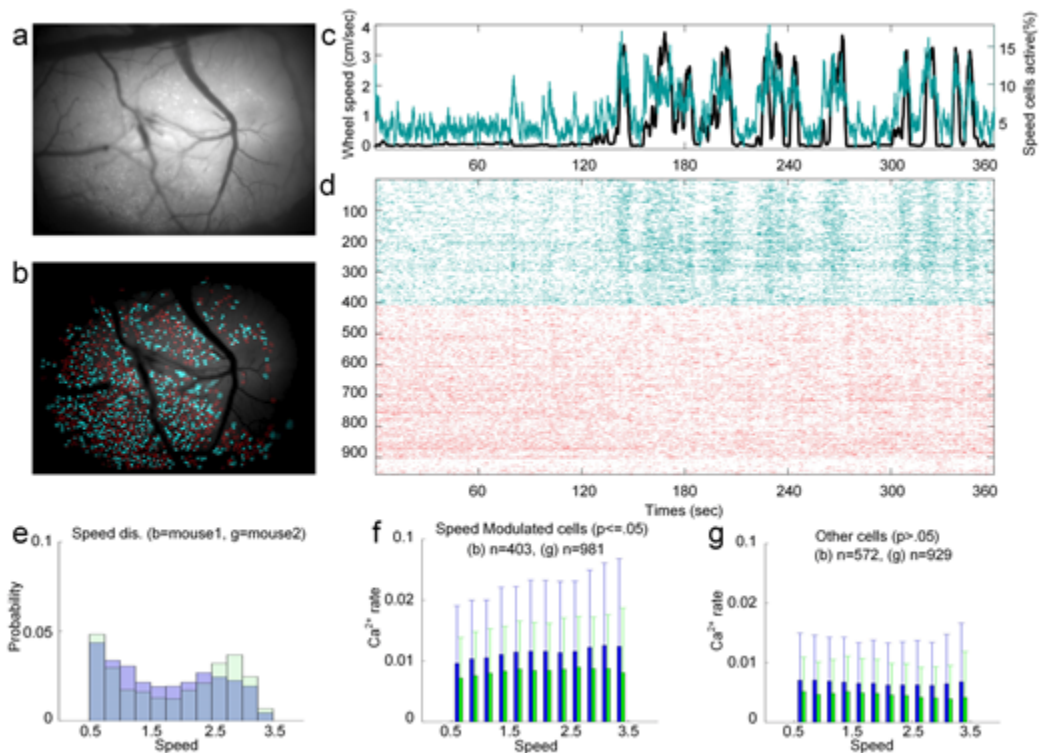 a
c
4
3
2
1
0
Wheel speed (cm/sec)
15
10
5
Speed cells active(%)
60
120
180
240
300
360
d
100
200
300
400
500
600
700
800
900
60
120
180
240
300
360
Times (sec)
b
e
Speed dis. (b=mouse1, g=mouse2)
0.1
0.05
0
Probability
0.5
1.5
2.5
3.5
Speed
f
Speed Modulated cells (p<=.05)
(b) n=403, (g) n=981
0.1
0.02
0.01
0
Ca²⁺ rate
0.5
1.5
2.5
3.5
Speed
g
Other cells (p>.05)
(b) n=572, (g) n=929
0.1
0.02
0.01
0
Ca²⁺ rate
0.5
1.5
2.5
3.5
Speed